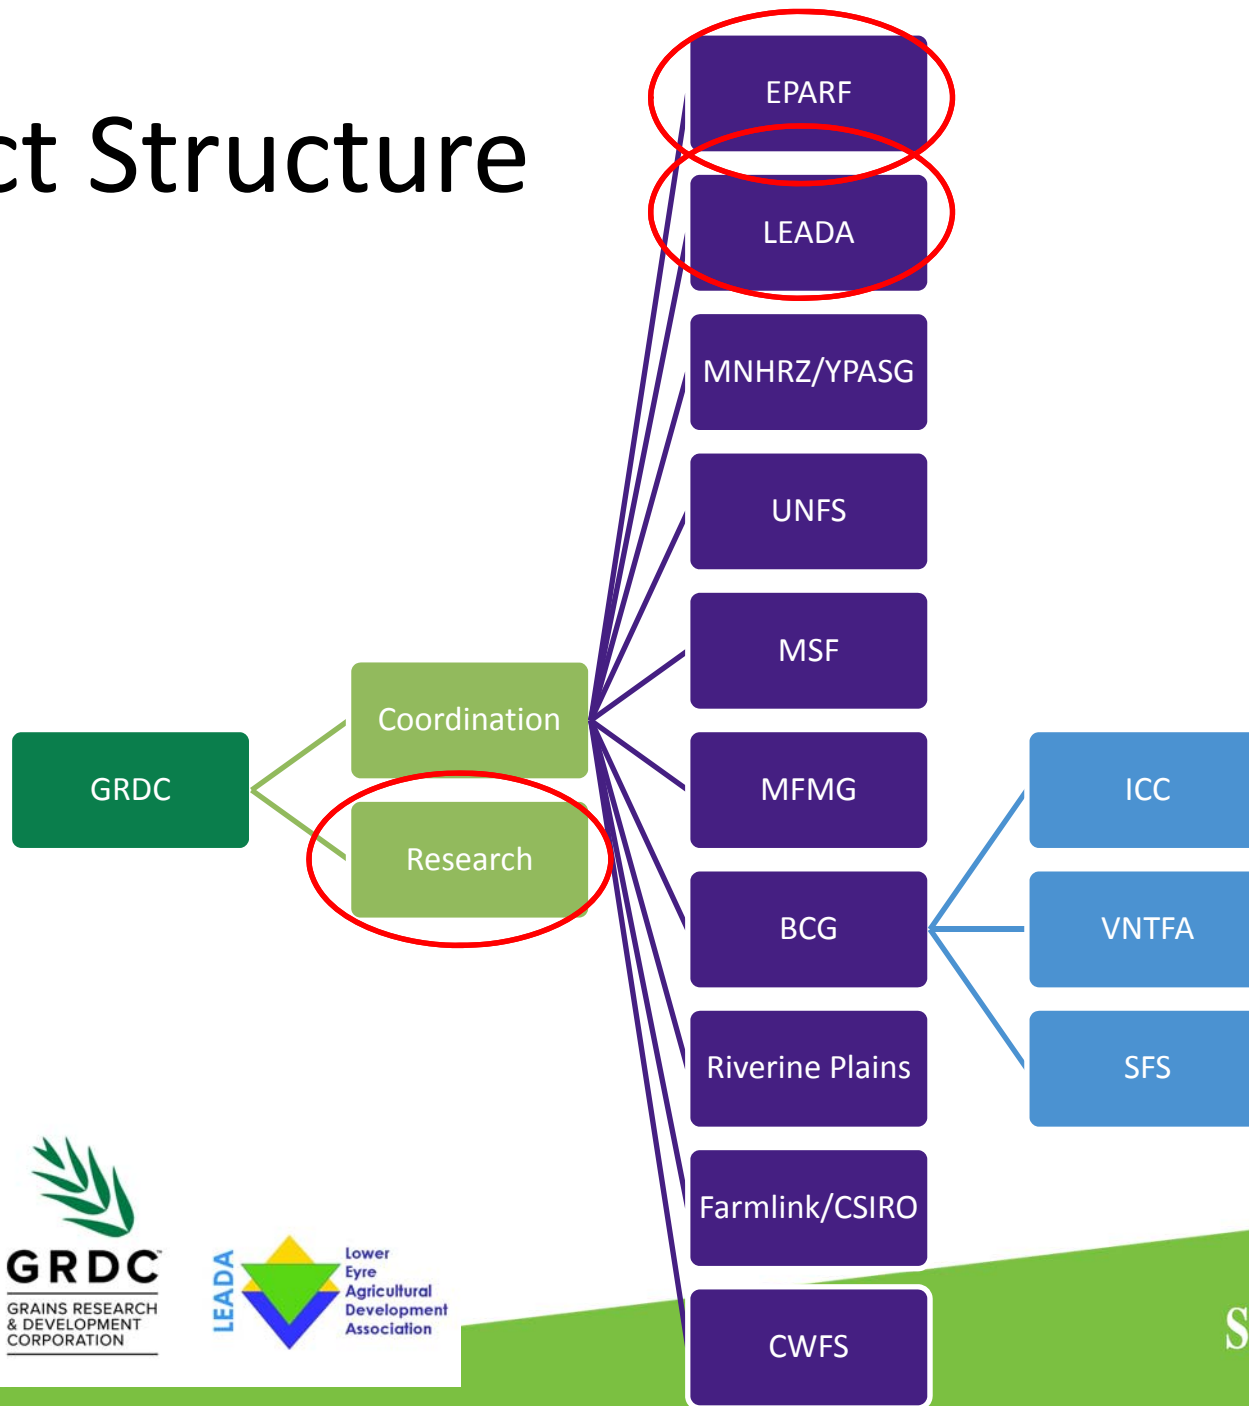 ct Structure
EPARF
LEADA
MNHRZ/YPASG
UNFS
MSF
Coordination
GRDC
MFMG
ICC
Research
BCG
VNTFA
Riverine Plains
SFS
Farmlink/CSIRO
CWFS
GRDC™
GRAINS RESEARCH
& DEVELOPMENT
CORPORATION
LEADA
Lower
Eyre
Agricultural
Development
Association
S